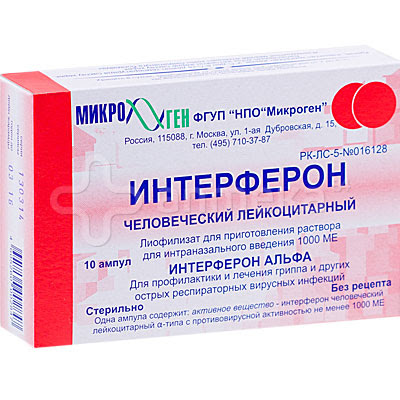 МИКРОГЕН
ФГУП "НПО"Микроген"
Россия, 115088, г. Москва, ул. 1-ая Дубровская, д. 15,
тел. (495) 710-37-87
РК-ЛС-5-№016128
ИНТЕРФЕРОН
ЧЕЛОВЕЧЕСКИЙ ЛЕЙКОЦИТАРНЫЙ
Лиофилизат для приготовления раствора
для интраназального введения 1000 МЕ
10 ампул
ИНТЕРФЕРОН АЛЬФА
Для профилактики и лечения гриппа и других
острых респираторных вирусных инфекций
Стерильно
Без рецепта
Одна ампула содержит: активное вещество - интерферон человеческий
лейкоцитарный α-типа с противовирусной активностью не менее 1000 МЕ
130314
03 16